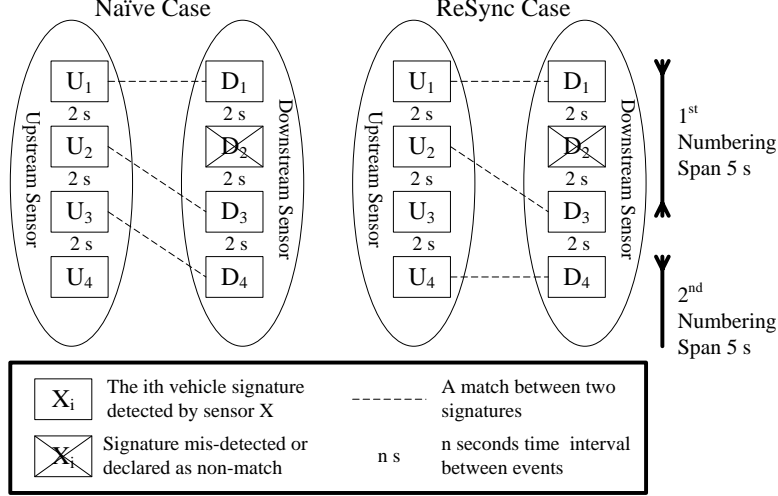 Naïve Case
ReSync Case
Upstream Sensor
U1
2 s
U2
2 s
U3
2 s
U4
D1
2 s
D2
2 s
D3
2 s
D4
Downstream Sensor
Upstream Sensor
U1
2 s
U2
2 s
U3
2 s
U4
D1
2 s
D2
2 s
D3
2 s
D4
Downstream Sensor
1st
Numbering
Span 5 s
2nd
Numbering
Span 5 s
Xi
The ith vehicle signature
detected by sensor X
A match between two
signatures
Xi
Signature mis-detected or
declared as non-match
n s
n seconds time interval
between events